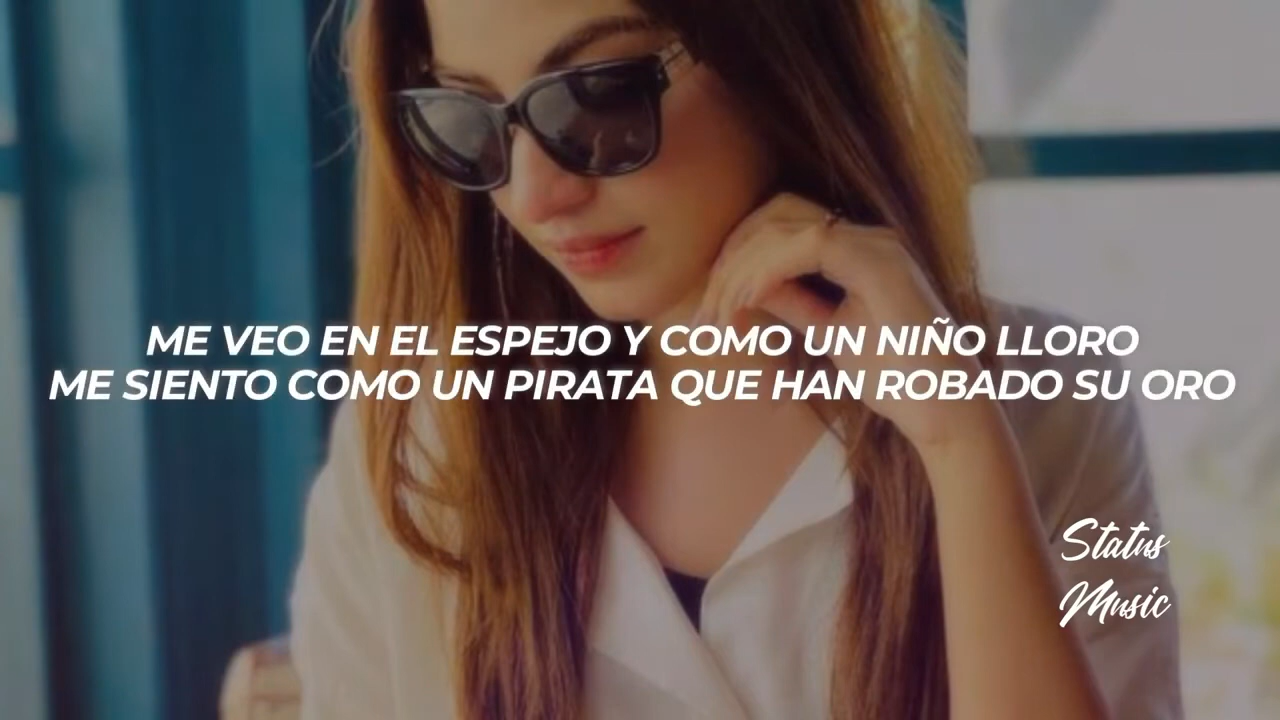 ME VEO EN EL ESPEJO Y COMO UN NIÑO LLORO
ME SIENTO COMO UN PIRATA QUE HAN ROBADO SU ORO
Status
Music